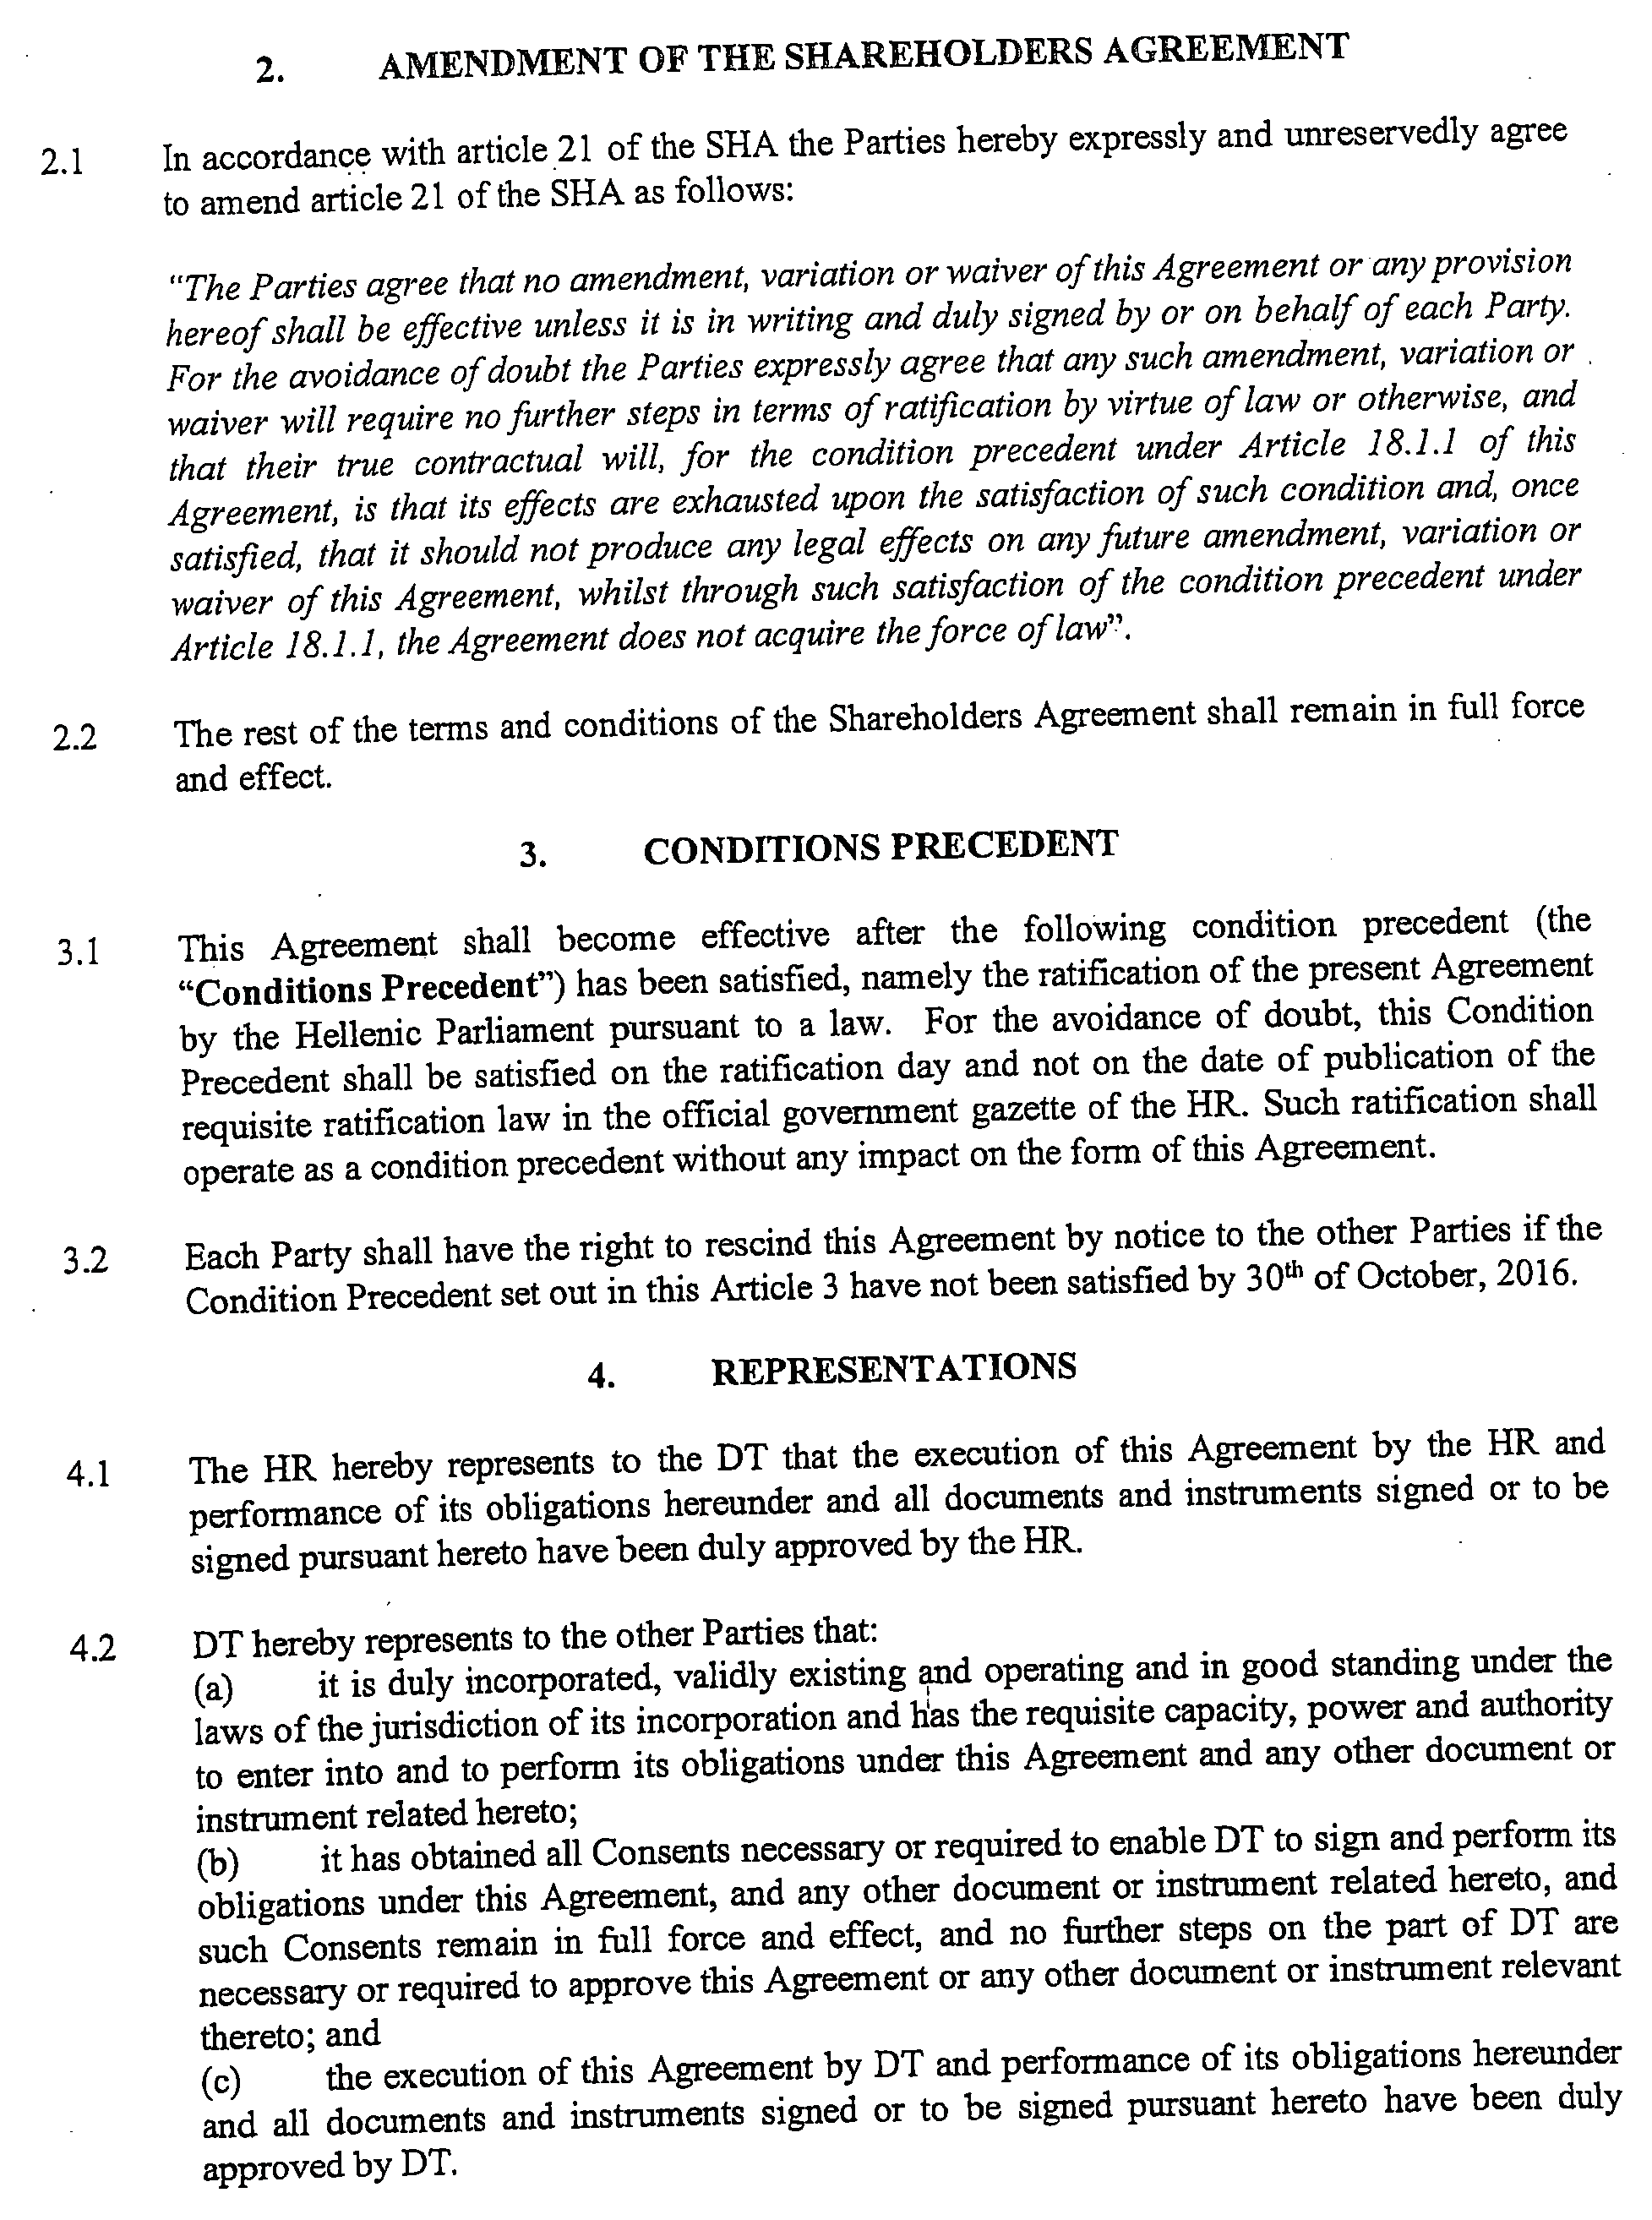 2. AMENDMENT OF THE SHAREHOLDERS AGREEMENT
2.1 In accordance with article 21 of the SHA the Parties hereby expressly and unreservedly agree
to amend article 21 of the SHA as follows:
“The Parties agree that no amendment, variation or waiver of this Agreement or any provision
hereof shall be effective unless it is in writing and duly signed by or on behalf of each Party.
For the avoidance of doubt the Parties expressly agree that any such amendment, variation or
waiver will require no further steps in terms of ratification by virtue of law or otherwise, and
that their true contractual will, for the condition precedent under Article 18.1.1 of this
Agreement, is that its effects are exhausted upon the satisfaction of such condition and, once
satisfied, that it should not produce any legal effects on any future amendment, variation or
waiver of this Agreement, whilst through such satisfaction of the condition precedent under
Article 18.1.1, the Agreement does not acquire the force of law”.
2.2 The rest of the terms and conditions of the Shareholders Agreement shall remain in full force
and effect.
3. CONDITIONS PRECEDENT
3.1 This Agreement shall become effective after the following condition precedent (the
“Conditions Precedent”) has been satisfied, namely the ratification of the present Agreement
by the Hellenic Parliament pursuant to a law. For the avoidance of doubt, this Condition
Precedent shall be satisfied on the ratification day and not on the date of publication of the
requisite ratification law in the official government gazette of the HR. Such ratification shall
operate as a condition precedent without any impact on the form of this Agreement.
3.2 Each Party shall have the right to rescind this Agreement by notice to the other Parties if the
Condition Precedent set out in this Article 3 have not been satisfied by 30th of October, 2016.
4. REPRESENTATIONS
4.1 The HR hereby represents to the DT that the execution of this Agreement by the HR and
performance of its obligations hereunder and all documents and instruments signed or to be
signed pursuant hereto have been duly approved by the HR.
4.2 DT hereby represents to the other Parties that:
(a) it is duly incorporated, validly existing and operating and in good standing under the
laws of the jurisdiction of its incorporation and has the requisite capacity, power and authority
to enter into and to perform its obligations under this Agreement and any other document or
instrument related hereto;
(b) it has obtained all Consents necessary or required to enable DT to sign and perform its
obligations under this Agreement, and any other document or instrument related hereto, and
such Consents remain in full force and effect, and no further steps on the part of DT are
necessary or required to approve this Agreement or any other document or instrument relevant
thereto; and
(c) the execution of this Agreement by DT and performance of its obligations hereunder
and all documents and instruments signed or to be signed pursuant hereto have been duly
approved by DT.